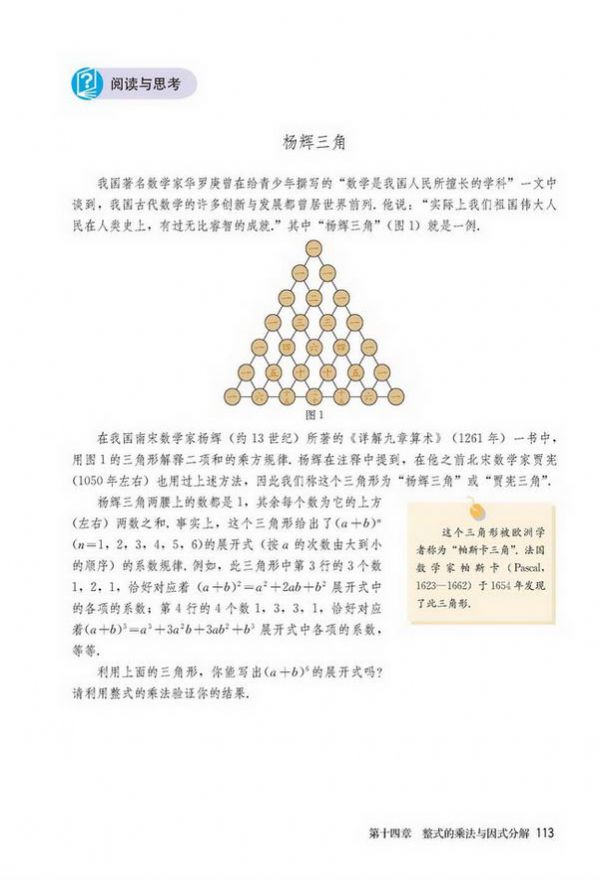 阅读与思考
杨辉三角
我国著名数学家华罗庚曾在给青少年撰写的“数学是我国人民所擅长的学科”一文中
谈到，我国古代数学的许多创新与发展都曾居世界前列. 他说：“实际上我们祖国伟大人
民在人类史上，有过无比睿智的成就.”其中“杨辉三角”(图1) 就是一例.
一
一 一
一 二 一
一 三 三 一
一 四 六 四 一
一 五 十 十 五 一
一 六 十五 二十 十五 六 一
图1
在我国南宋数学家杨辉 (约13世纪) 所著的《详解九章算术》(1261年) 一书中，
用图1的三角形解释二项和的乘方规律. 杨辉在注释中提到，在他之前北宋数学家贾宪
(1050年左右) 也用过上述方法，因此我们称这个三角形为“杨辉三角”或“贾宪三角”.
杨辉三角两腰上的数都是1，其余每个数为它的上方
(左右) 两数之和. 事实上，这个三角形给出了(a+b)ⁿ
(n=1，2，3，4，5，6)的展开式 (按a的次数由大到小
的顺序) 的系数规律. 例如，此三角形中第3行的3个数
1，2，1，恰好对应着 (a+b)²=a²+2ab+b² 展开式中
的各项的系数；第4行的4个数1，3，3，1，恰好对应
着(a+b)³=a³+3a²b+3ab²+b³ 展开式中各项的系数，
等等.
利用上面的三角形，你能写出(a+b)⁶的展开式吗？
请利用整式的乘法验证你的结果.
这个三角形被欧洲学
者称为“帕斯卡三角”. 法国
数学家帕斯卡 (Pascal,
1623—1662) 于1654年发现
了此三角形.
第十四章 整式的乘法与因式分解 113